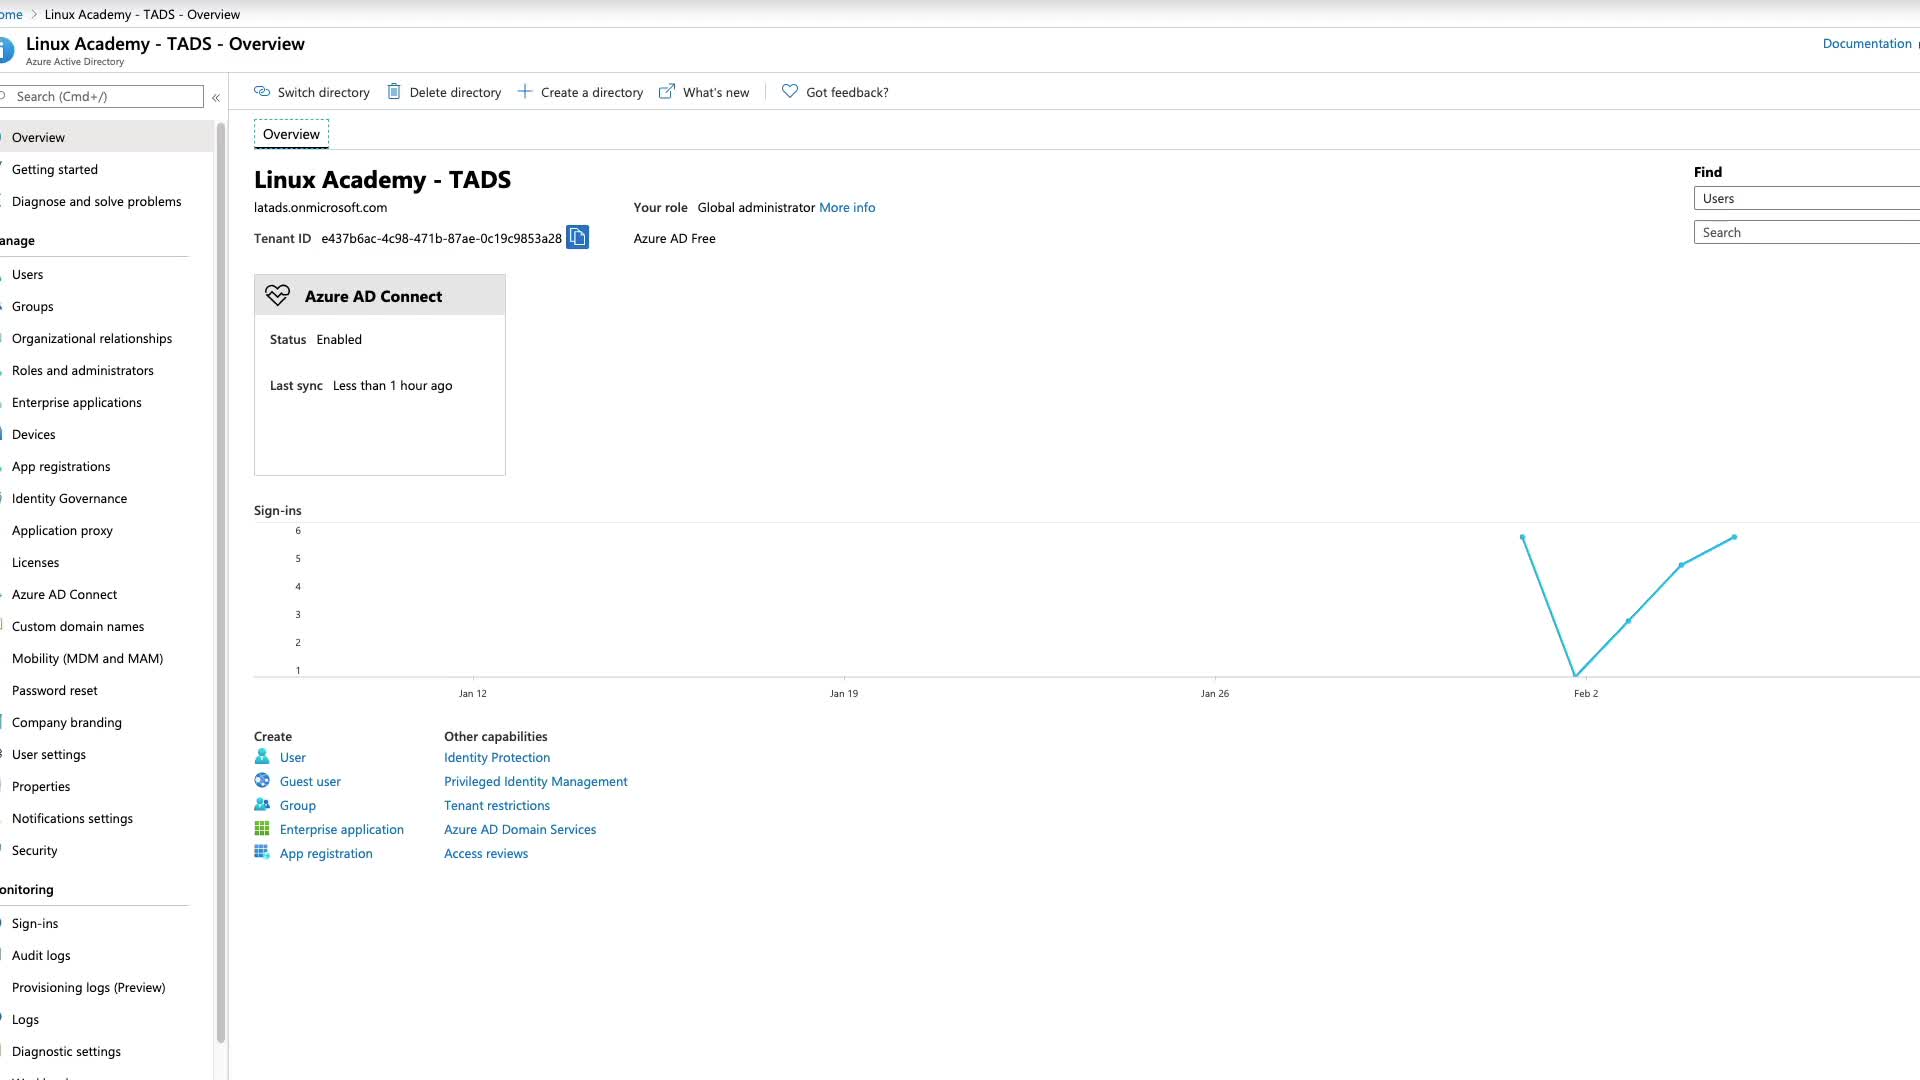 ome > Linux Academy - TADS - Overview
Linux Academy - TADS - Overview
Azure Active Directory
Documentation
Search (Cmd+/)
«
Switch directory
Delete directory
Create a directory
What's new
Got feedback?
Overview
Getting started
Diagnose and solve problems
anage
Users
Groups
Organizational relationships
Roles and administrators
Enterprise applications
Devices
App registrations
Identity Governance
Application proxy
Licenses
Azure AD Connect
Custom domain names
Mobility (MDM and MAM)
Password reset
Company branding
User settings
Properties
Notifications settings
Security
onitoring
Sign-ins
Audit logs
Provisioning logs (Preview)
Logs
Diagnostic settings
Overview
Linux Academy - TADS
latads.onmicrosoft.com
Your role Global administrator More info
Tenant ID e437b6ac-4c98-471b-87ae-0c19c9853a28
Azure AD Free
Find
Users
Search
Azure AD Connect
Status Enabled
Last sync Less than 1 hour ago
Sign-ins
6
5
4
3
2
1
Jan 12 Jan 19 Jan 26 Feb 2
Create
User
Guest user
Group
Enterprise application
App registration
Other capabilities
Identity Protection
Privileged Identity Management
Tenant restrictions
Azure AD Domain Services
Access reviews